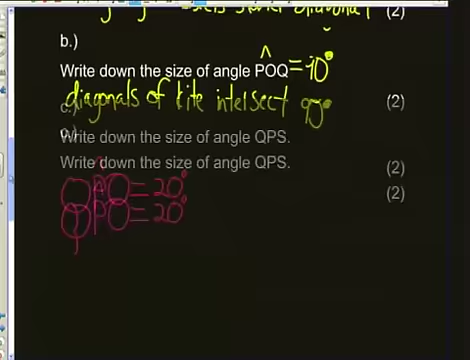 diagonal (2)
b.)
Write down the size of angle POQ = 90°
diagonals of kite intersect 90°
c.) (2)
c.)
Write down the size of angle QPS.
Write down the size of angle QPS.
(2)
(2)
= 20°
QPO = 20°